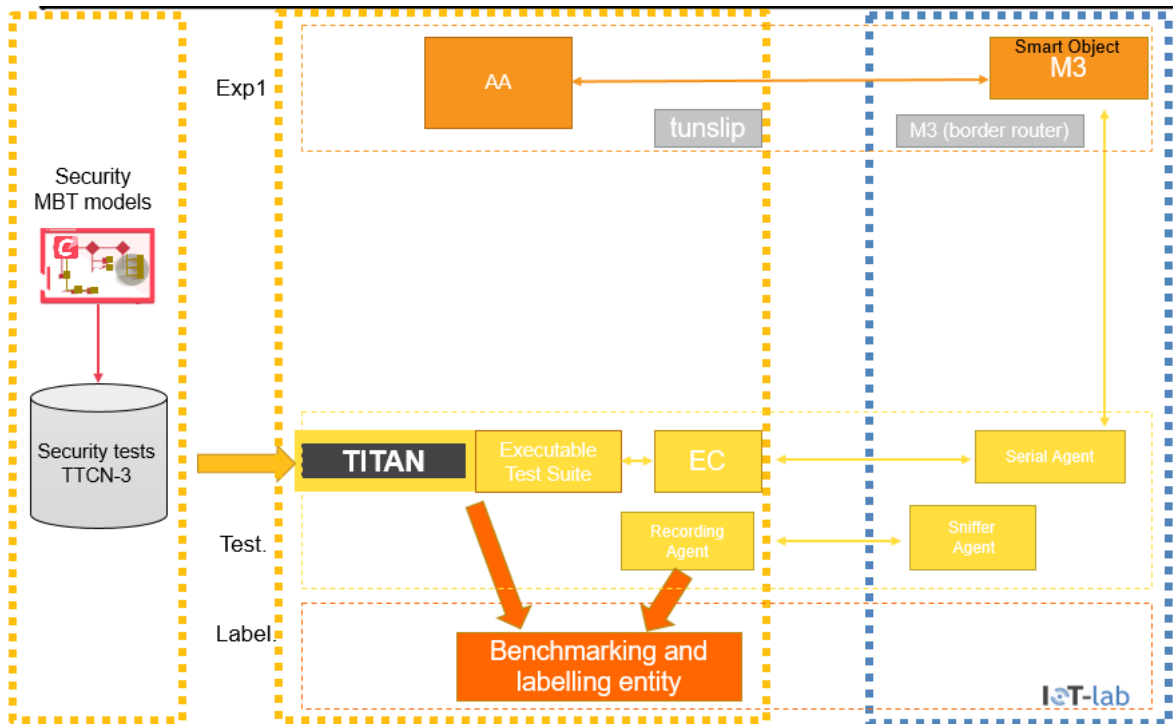 Exp1
AA
Smart Object
M3
tunslip
M3 (border router)
Security
MBT models
Security tests
TTCN-3
TITAN
Executable
Test Suite
EC
Serial Agent
Test.
Recording
Agent
Sniffer
Agent
Label.
Benchmarking and
labelling entity
IoT-lab